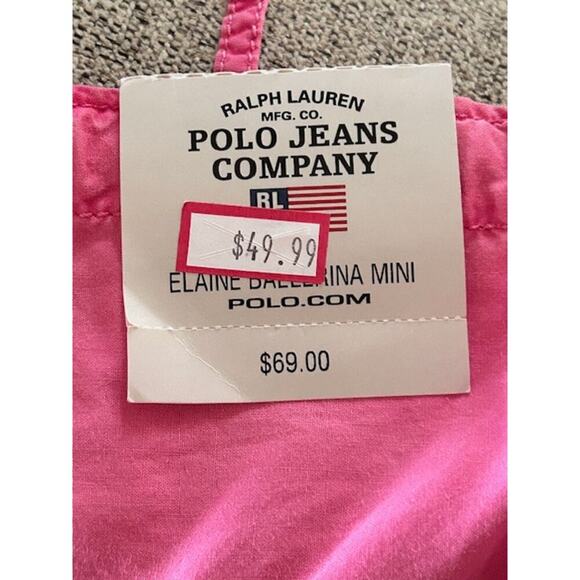 RALPH LAUREN
MFG. CO.
POLO JEANS
COMPANY
RL
$49.99
ELAINE BALLERINA MINI
POLO.COM
$69.00